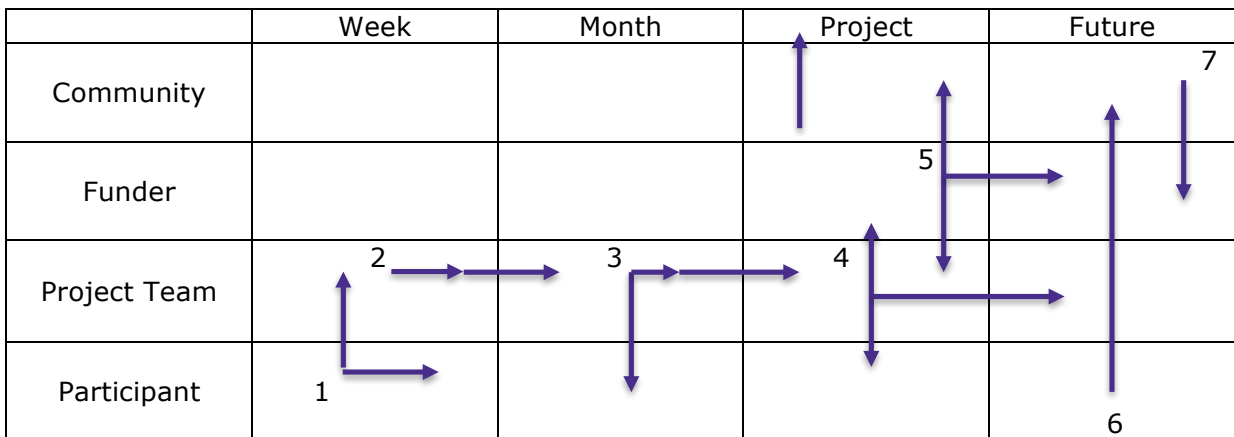 Week Month Project Future
7
Community
5
Funder
2 3 4
Project Team
1
Participant
6